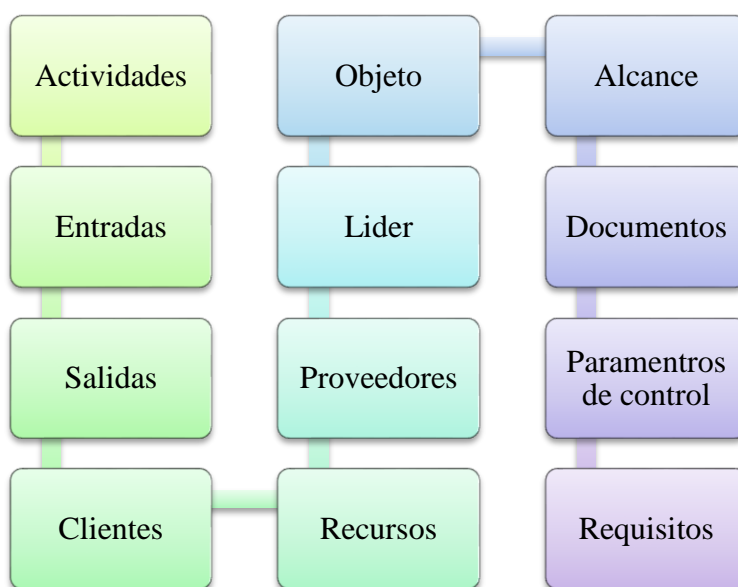 Actividades
Entradas
Salidas
Clientes
Recursos
Proveedores
Lider
Objeto
Alcance
Documentos
Paramentros
de control
Requisitos